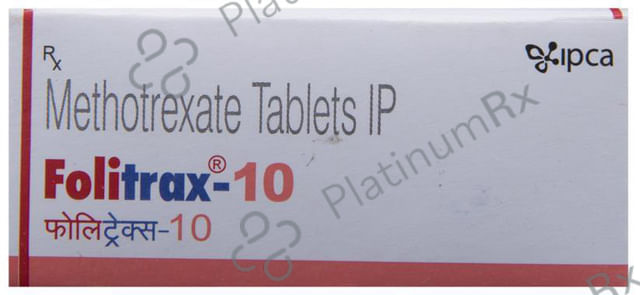 Rx
ipca
Methotrexate Tablets IP
Folitrax®-10
फोलिट्रेक्स-10
PlatinumRx